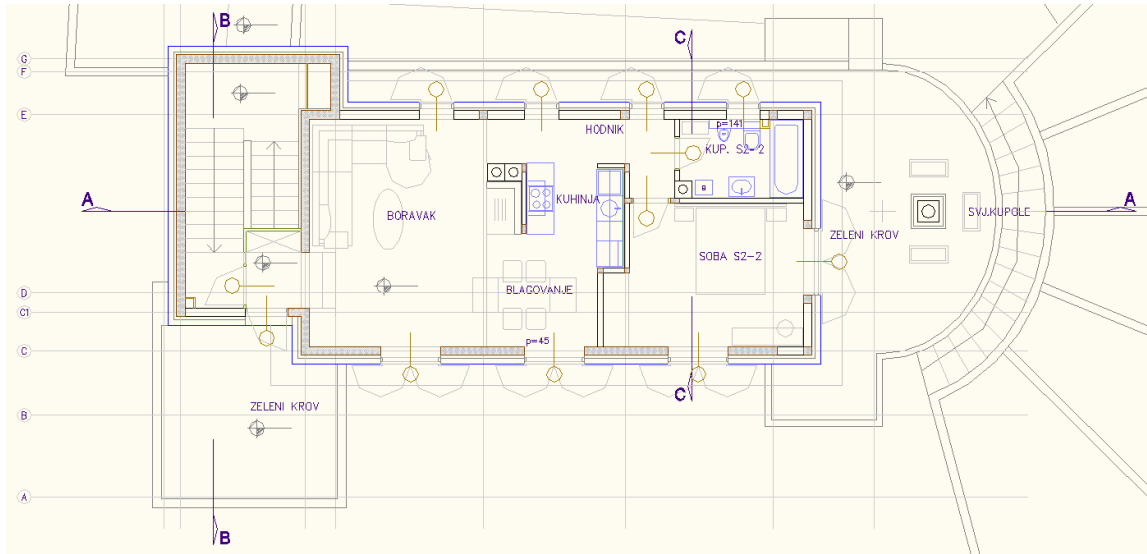 B
C
G
F
E
HODNIK
p=141
KUP. S2-2
A
BORAVAK
KUHINJA
SVJ.KUPOLE
A
ZELENI KROV
SOBA S2-2
D
BLAGOVANJE
C1
p=45
C
C
ZELENI KROV
B
A
B